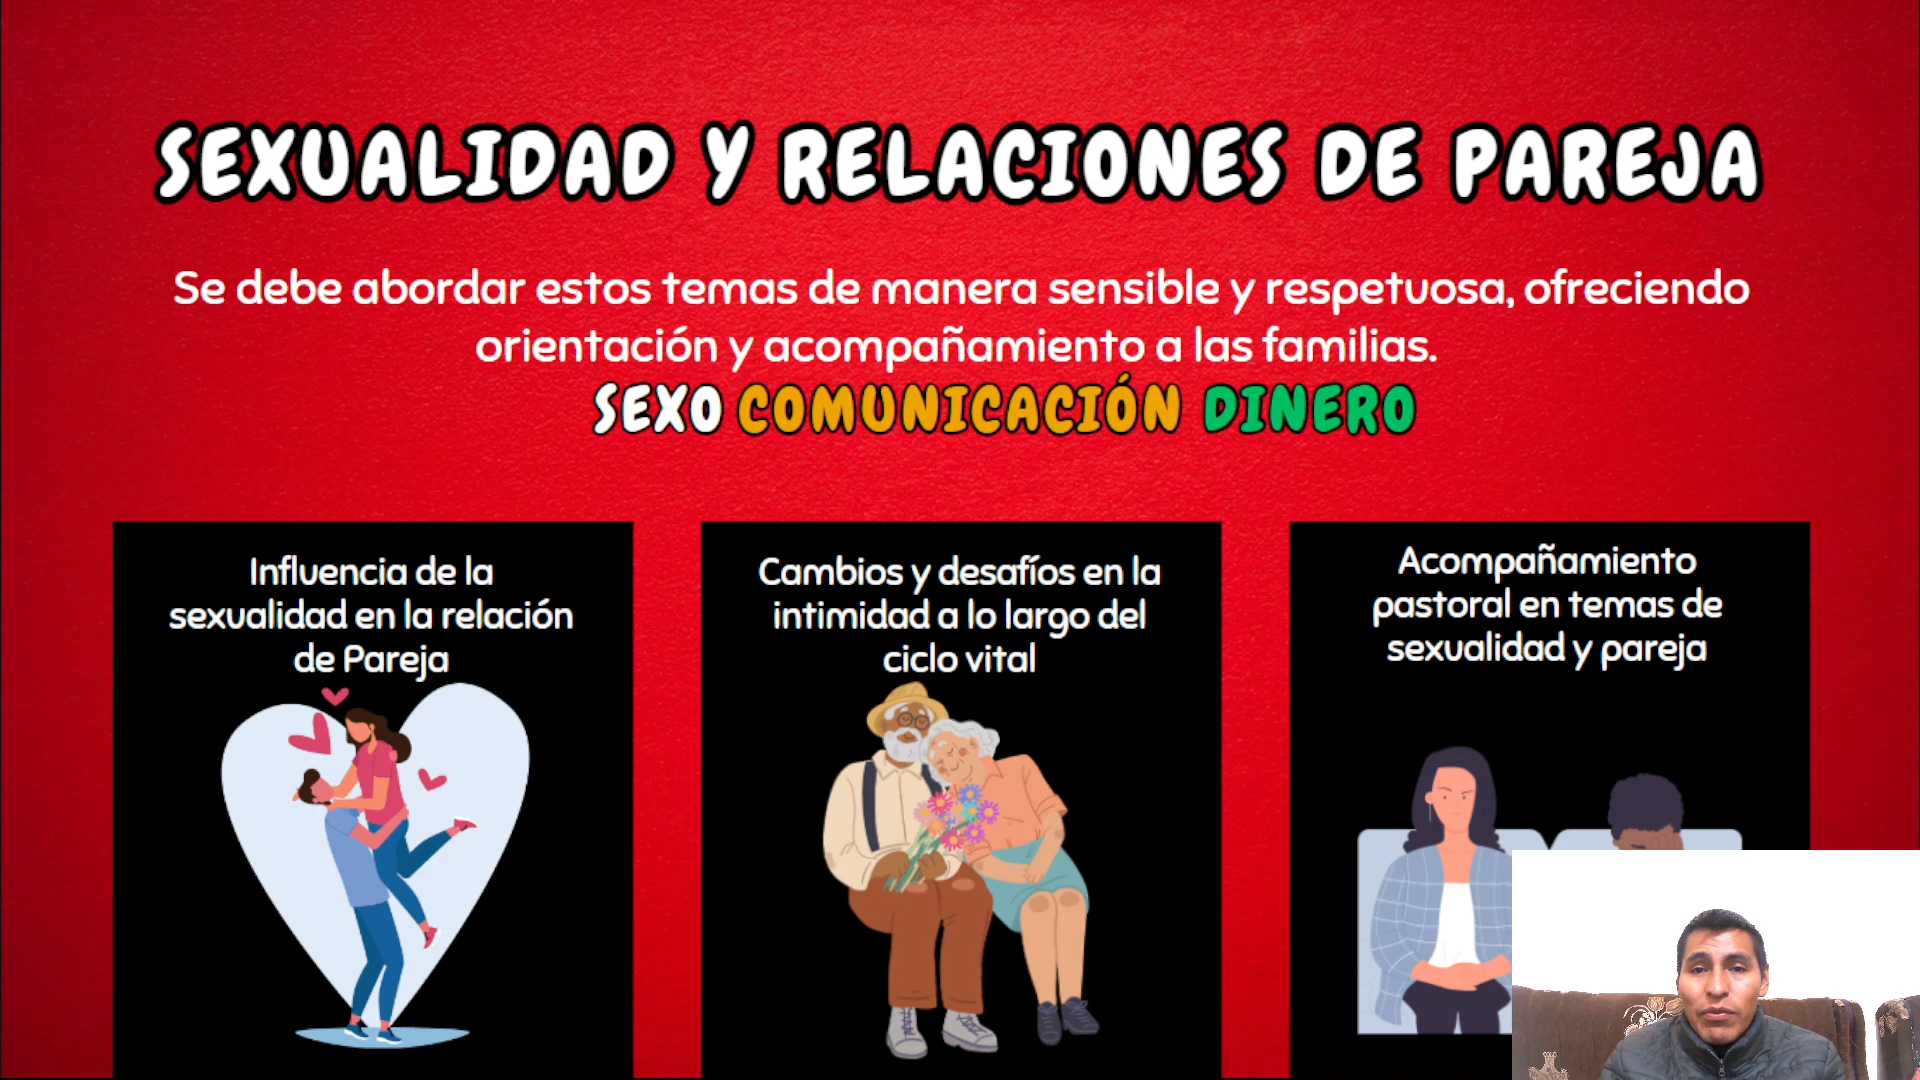 SEXUALIDAD Y RELACIONES DE PAREJA
Se debe abordar estos temas de manera sensible y respetuosa, ofreciendo
orientación y acompañamiento a las familias.
SEXO COMUNICACIÓN DINERO
Influencia de la
sexualidad en la relación
de Pareja
Cambios y desafíos en la
intimidad a lo largo del
ciclo vital
Acompañamiento
pastoral en temas de
sexualidad y pareja